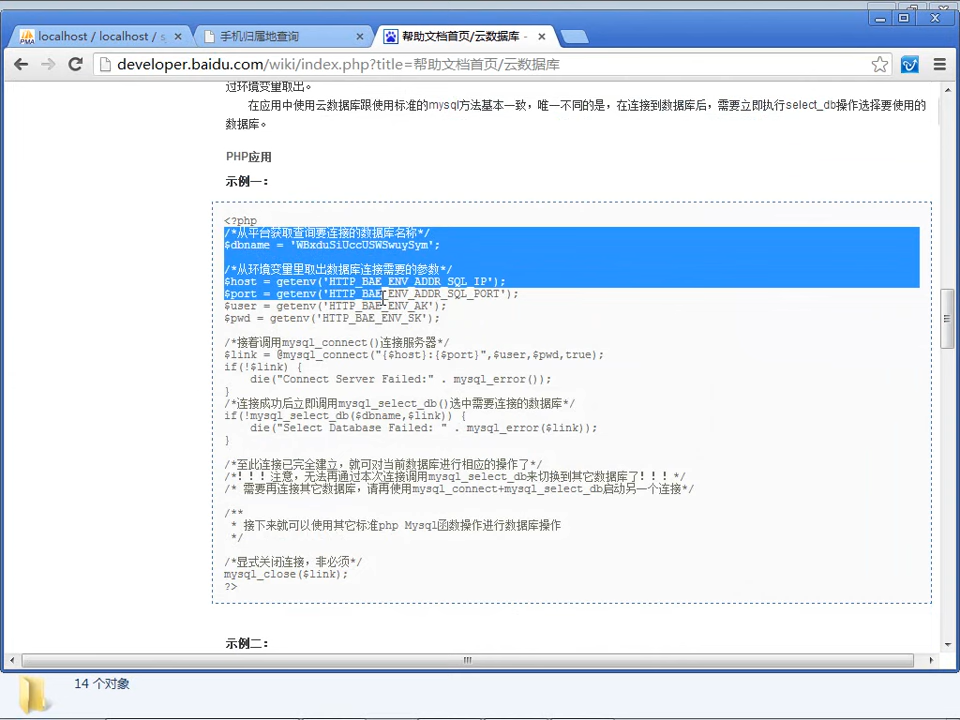 localhost / localhost / s
手机归属地查询
帮助文档首页/云数据库 -
developer.baidu.com/wiki/index.php?title=帮助文档首页/云数据库
过环境变量取出。
在应用中使用云数据库跟使用标准的mysql方法基本一致，唯一不同的是，在连接到数据库后，需要立即执行select_db操作选择要使用的
数据库。
PHP应用
示例一：
<?php
/*从平台获取查询要连接的数据库名称*/
$dbname = 'WBxduSiUccUSWSwuySym';
/*从环境变量里取出数据库连接需要的参数*/
$host = getenv('HTTP_BAE_ENV_ADDR_SQL_IP');
$port = getenv('HTTP_BAE_ENV_ADDR_SQL_PORT');
$user = getenv('HTTP_BAE_ENV_AK');
$pwd = getenv('HTTP_BAE_ENV_SK');
/*接着调用mysql_connect()连接服务器*/
$link = @mysql_connect("{$host}:{$port}",$user,$pwd,true);
if(!$link) {
die("Connect Server Failed:" . mysql_error());
}
/*连接成功后立即调用mysql_select_db()选中需要连接的数据库*/
if(!mysql_select_db($dbname,$link)) {
die("Select Database Failed: " . mysql_error($link));
}
/*至此连接已完全建立，就可对当前数据库进行相应的操作了*/
/*！！！注意，无法再通过本次连接调用mysql_select_db来切换到其它数据库了！！！*/
/* 需要再连接其它数据库，请再使用mysql_connect+mysql_select_db启动另一个连接*/
/**
* 接下来就可以使用其它标准php Mysql函数操作进行数据库操作
*/
/*显式关闭连接，非必须*/
mysql_close($link);
?>
示例二：
14 个对象